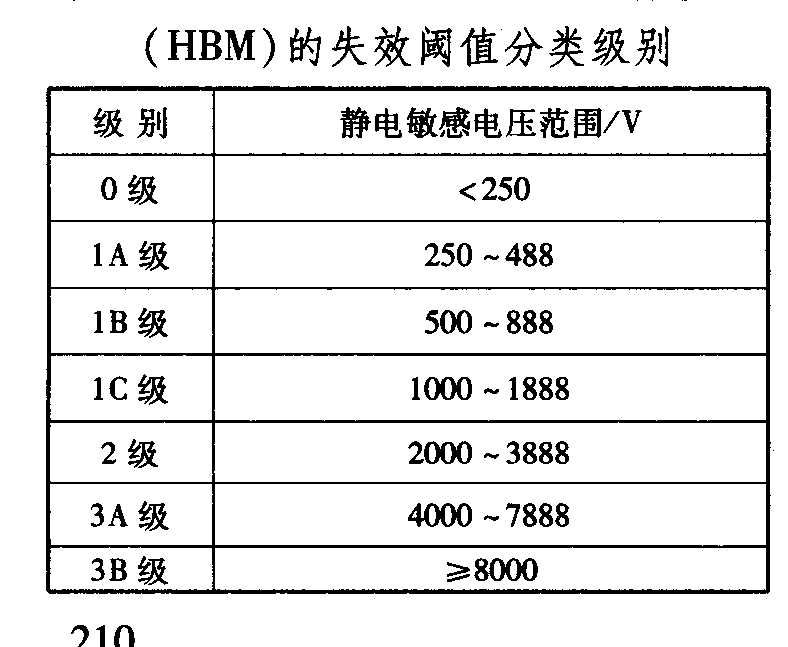 (HBM)的失效阈值分类级别
级别 静电敏感电压范围/V
0级 <250
1A级 250~488
1B级 500~888
1C级 1000~1888
2级 2000~3888
3A级 4000~7888
3B级 ≥8000
210